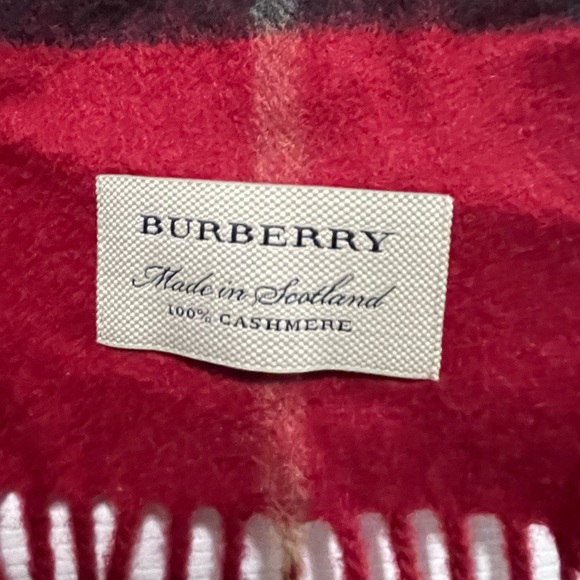 BURBERRY
Made in Scotland
100% CASHMERE